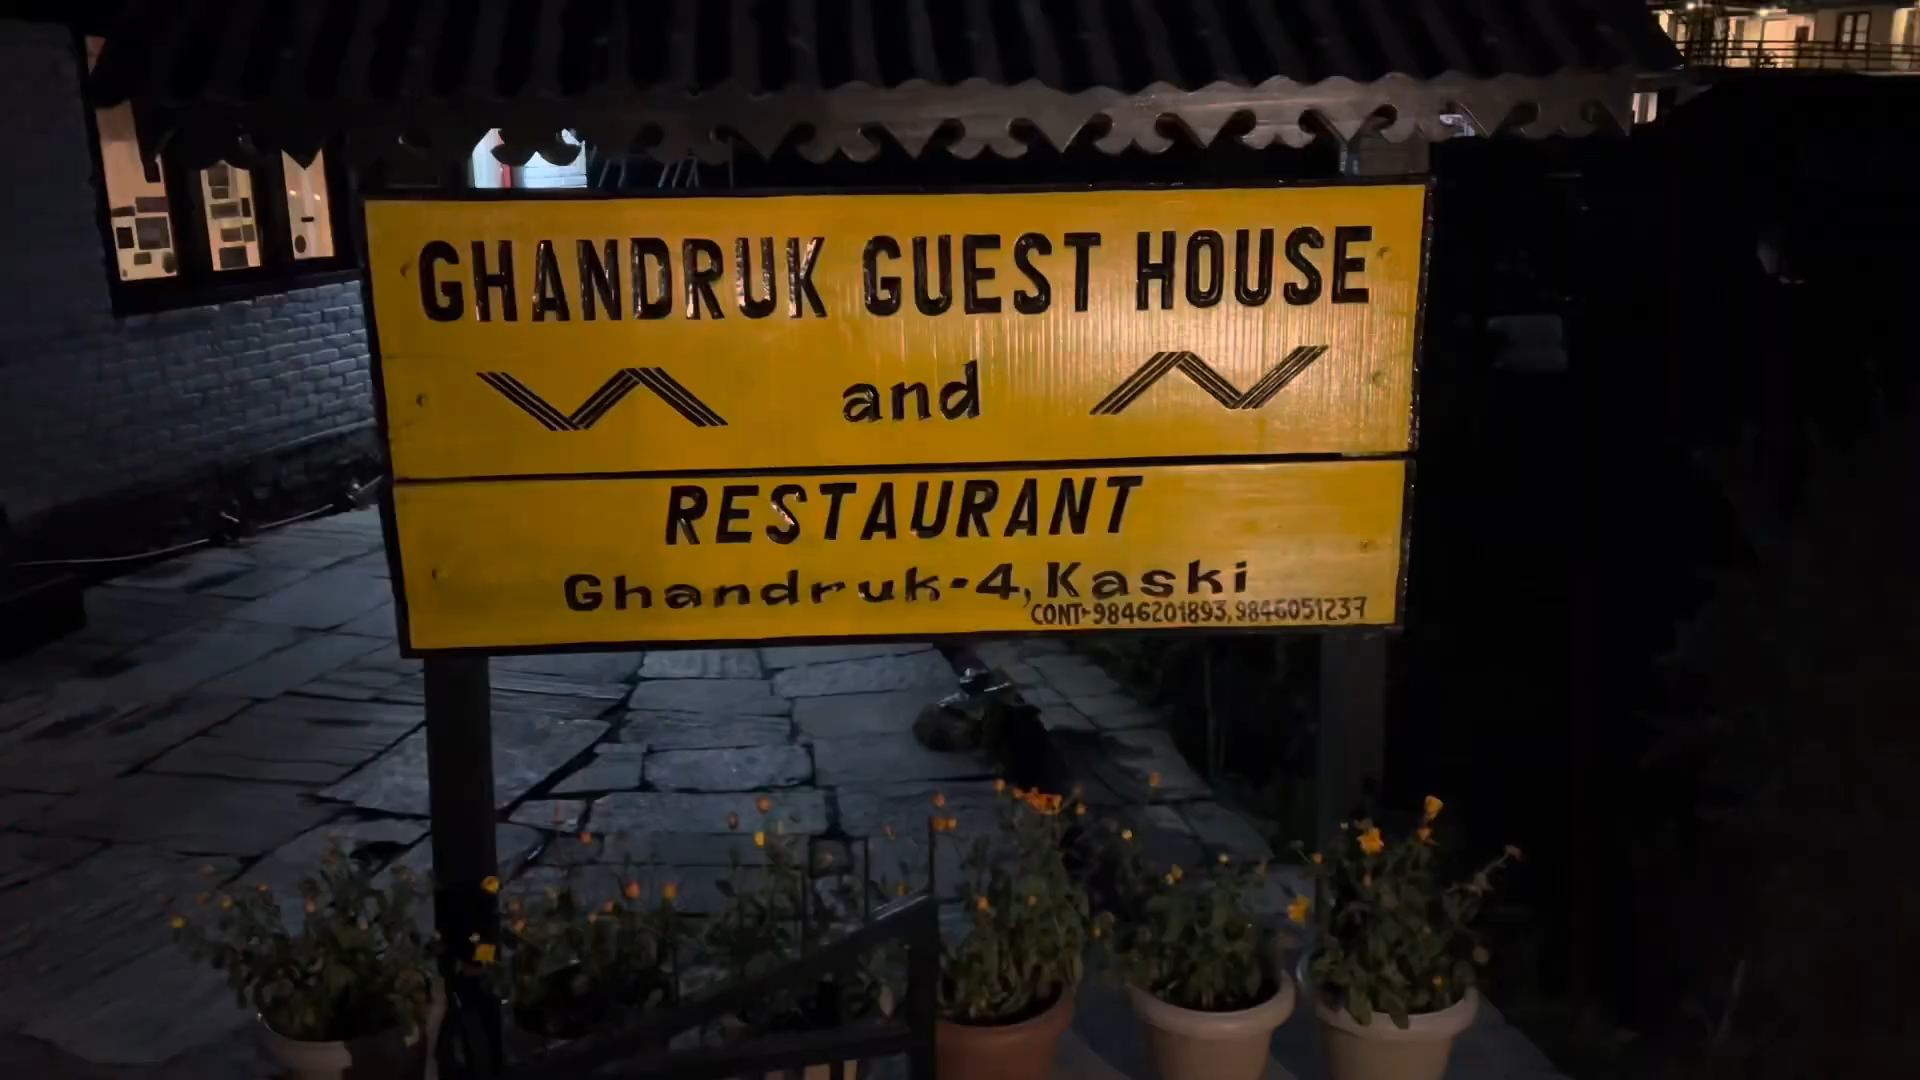 GHANDRUK GUEST HOUSE
and
RESTAURANT
Ghandruk-4, Kaski
CONT-9846201893, 9846051237